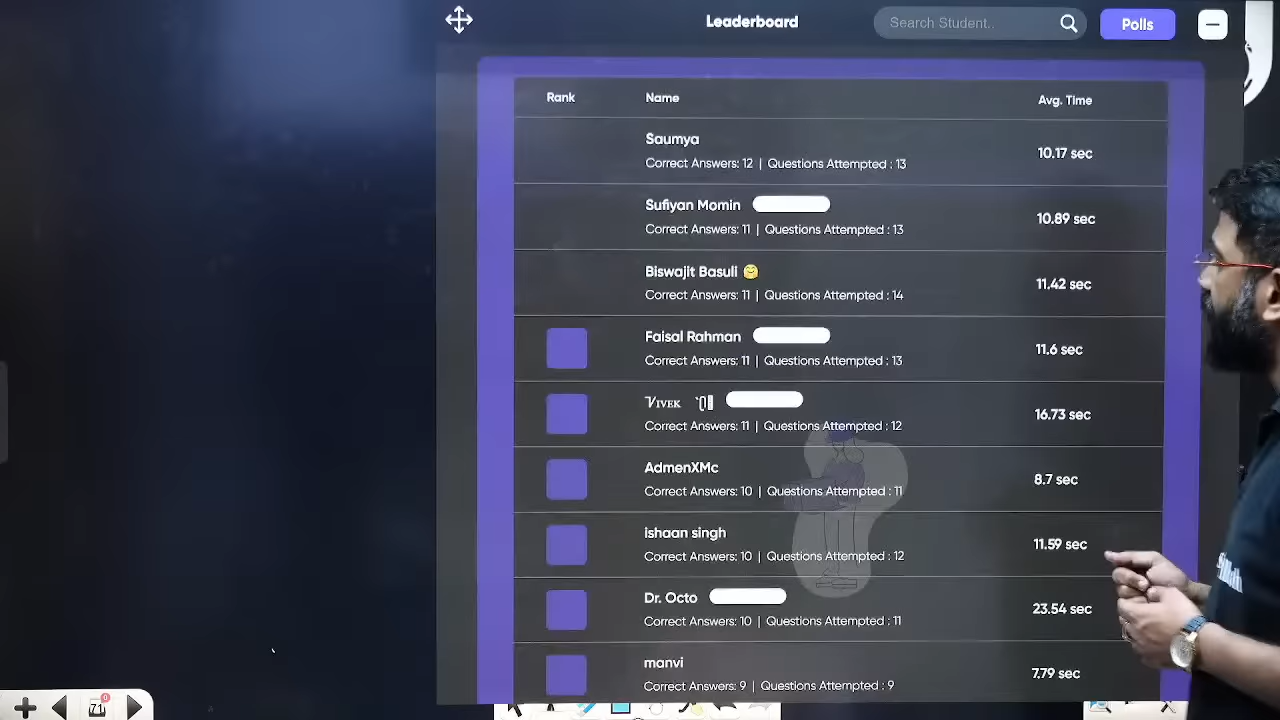 Leaderboard
Search Student..
Polls
Rank
Name
Avg. Time
Saumya
Correct Answers: 12 | Questions Attempted : 13
10.17 sec
Sufiyan Momin
Correct Answers: 11 | Questions Attempted : 13
10.89 sec
Biswajit Basuli 🤗
Correct Answers: 11 | Questions Attempted : 14
11.42 sec
Faisal Rahman
Correct Answers: 11 | Questions Attempted : 13
11.6 sec
Vivek
Correct Answers: 11 | Questions Attempted : 12
16.73 sec
AdmenXMc
Correct Answers: 10 | Questions Attempted : 11
8.7 sec
ishaan singh
Correct Answers: 10 | Questions Attempted : 12
11.59 sec
Dr. Octo
Correct Answers: 10 | Questions Attempted : 11
23.54 sec
manvi
Correct Answers: 9 | Questions Attempted : 9
7.79 sec
71